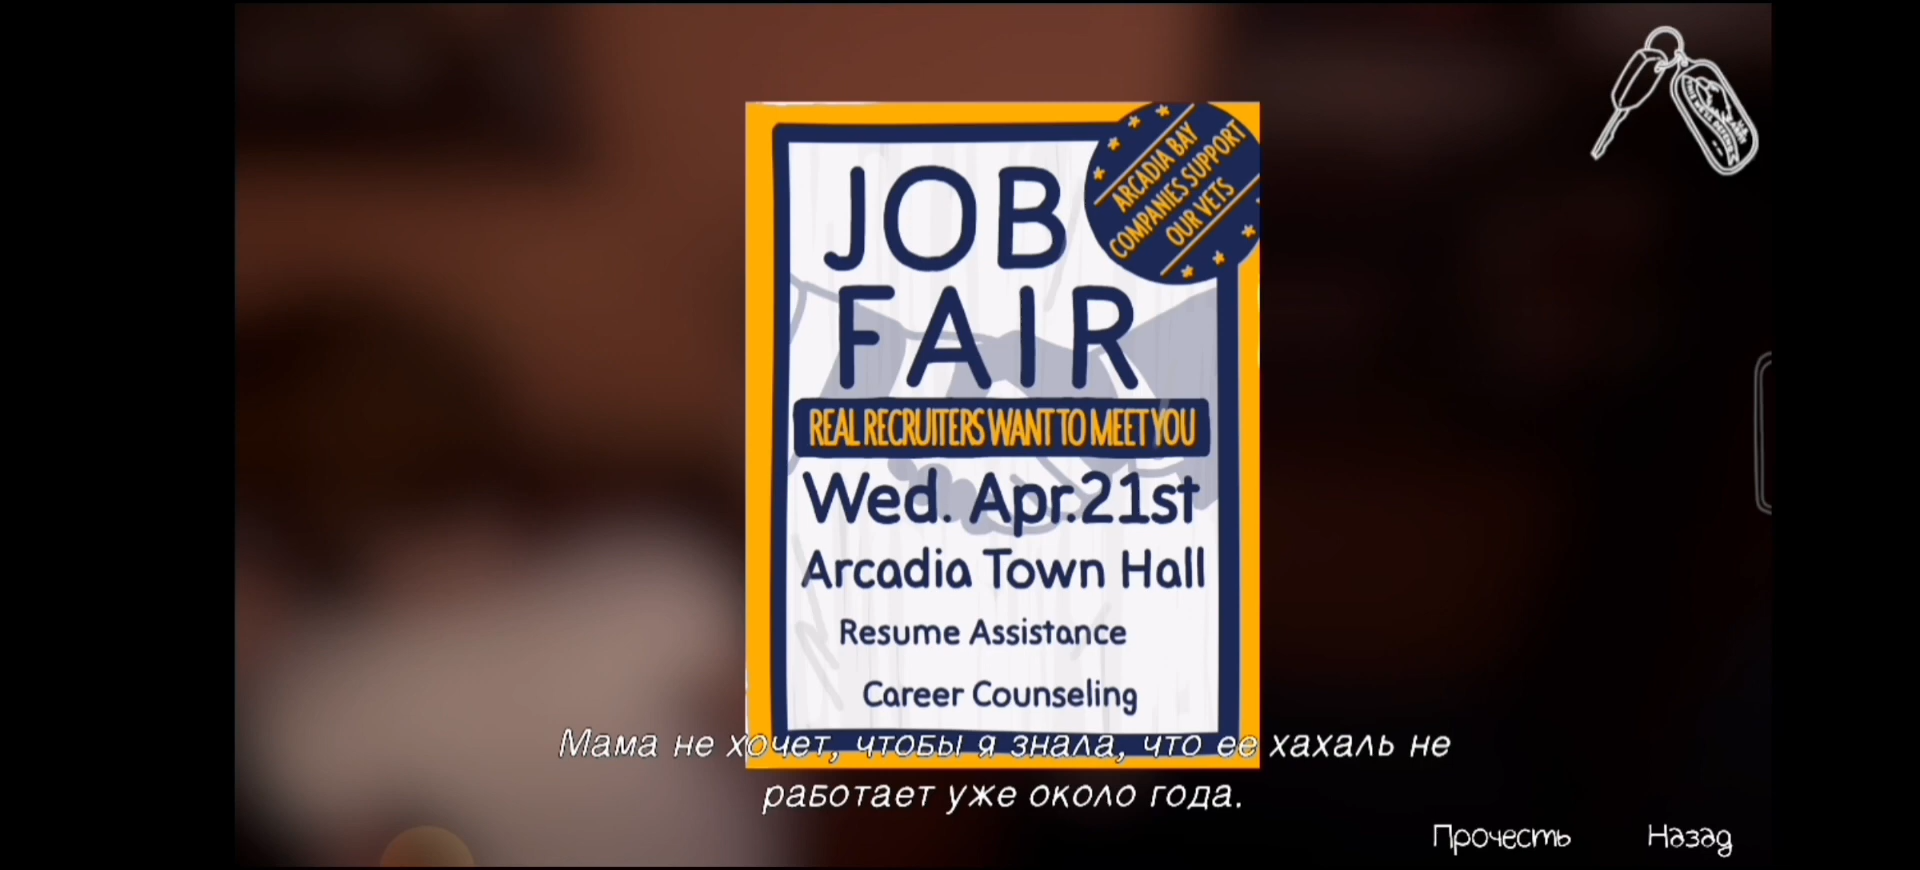 ARCADIA BAY
COMPANIES SUPPORT
OUR VETS
JOB
FAIR
REAL RECRUITERS WANT TO MEET YOU
Wed. Apr.21st
Arcadia Town Hall
Resume Assistance
Career Counseling
Мама не хочет, чтобы я знала, что ее хахаль не
работает уже около года.
Прочесть Назад